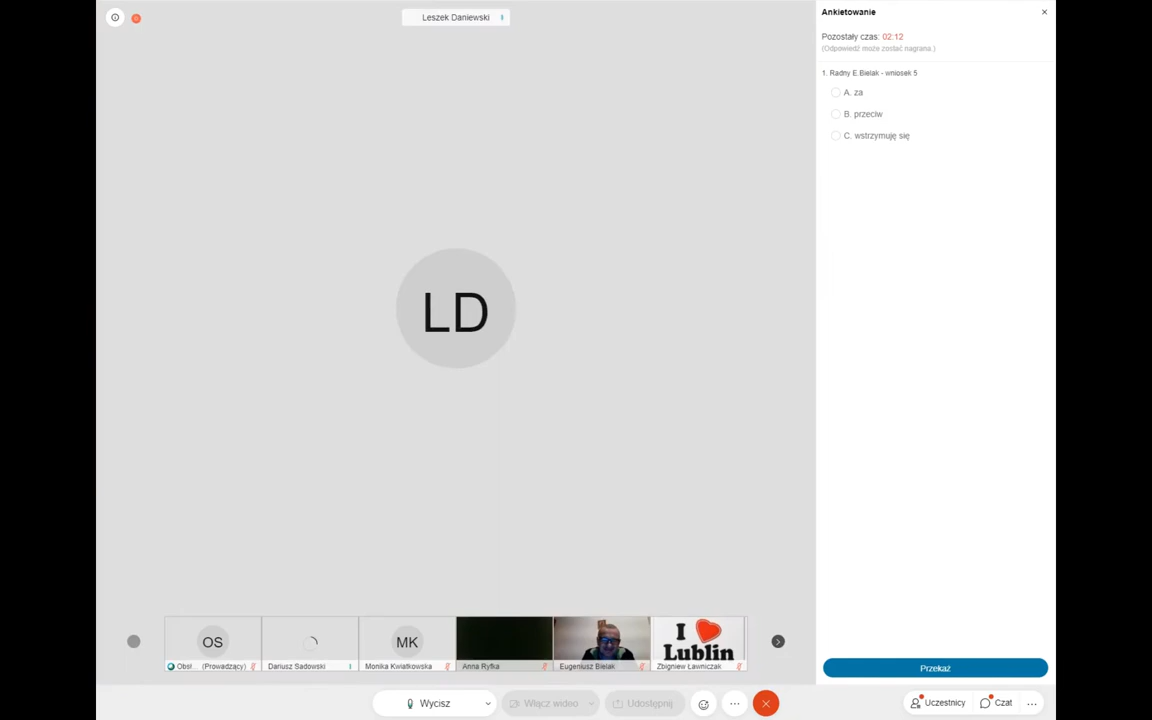 Leszek Daniewski
Ankietowanie
Pozostały czas: 02:12
(Odpowiedź może zostać nagrana.)
1. Radny E.Bielak - wniosek 5
A. za
B. przeciw
C. wstrzymuję się
LD
OS
MK
I
Lublin
Obsł... (Prowadzący)
Dariusz Sadowski
Monika Kwiatkowska
Anna Ryfka
Eugeniusz Bielak
Zbigniew Ławniczak
Przekaż
Wycisz
Włącz wideo
Udostępnij
Uczestnicy
Czat